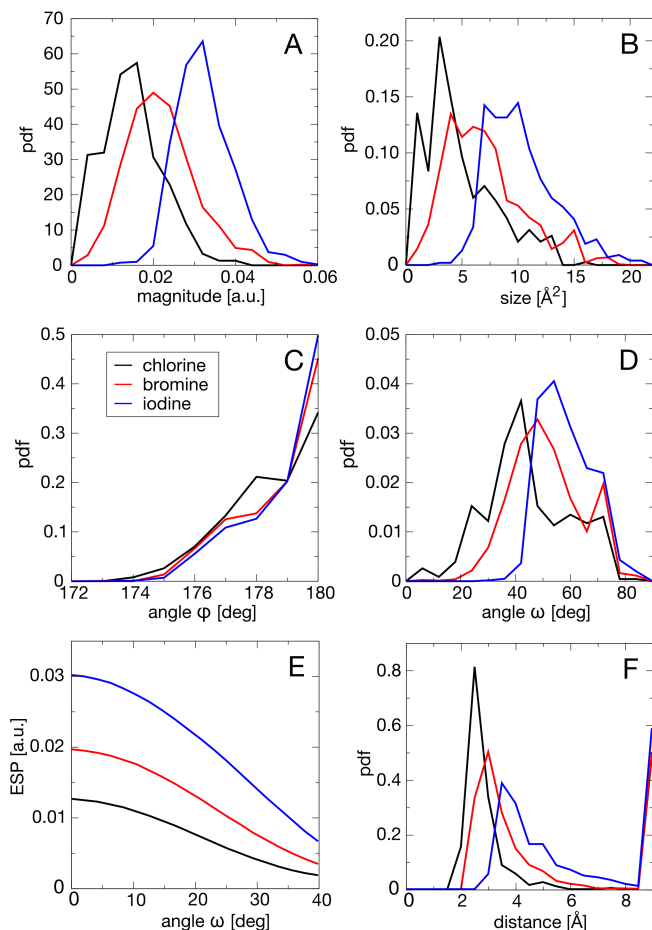 A
pdf
70
60
50
40
30
20
10
0
0 0.02 0.04 0.06
magnitude [a.u.]
B
pdf
0.20
0.15
0.10
0.05
0
0 5 10 15 20
size [Å²]
C
chlorine
bromine
iodine
pdf
0.5
0.4
0.3
0.2
0.1
0
172 174 176 178 180
angle φ [deg]
D
pdf
0.05
0.04
0.03
0.02
0.01
0
0 20 40 60 80
angle ω [deg]
E
ESP [a.u.]
0.03
0.02
0.01
0
0 10 20 30 40
angle ω [deg]
F
pdf
0.8
0.6
0.4
0.2
0
0 2 4 6 8
distance [Å]